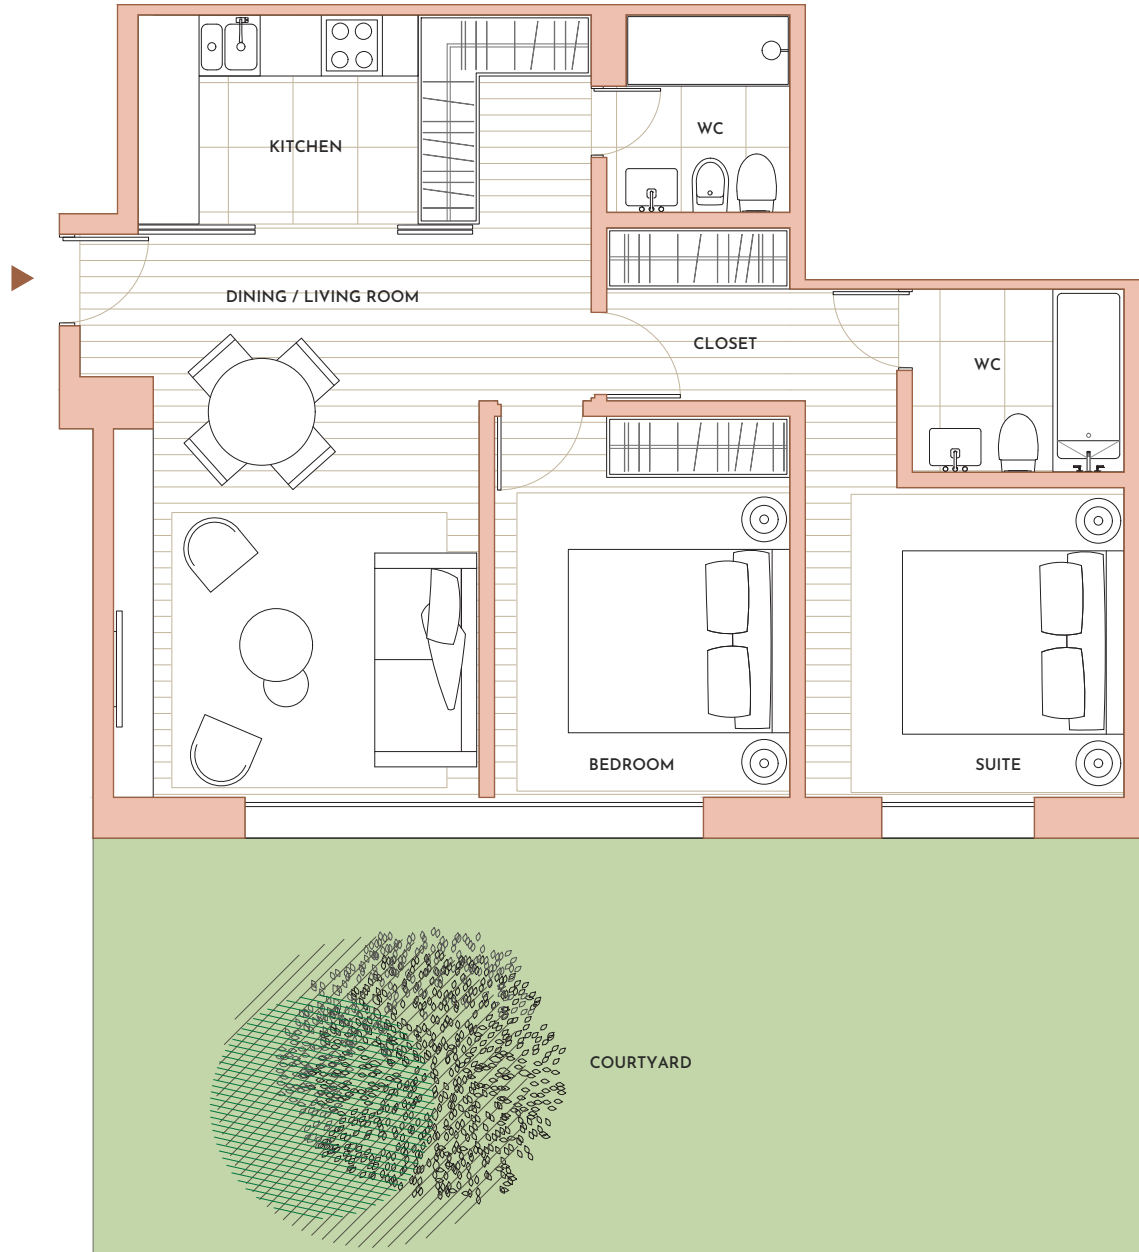 WC
KITCHEN
DINING / LIVING ROOM
CLOSET
WC
BEDROOM
SUITE
COURTYARD